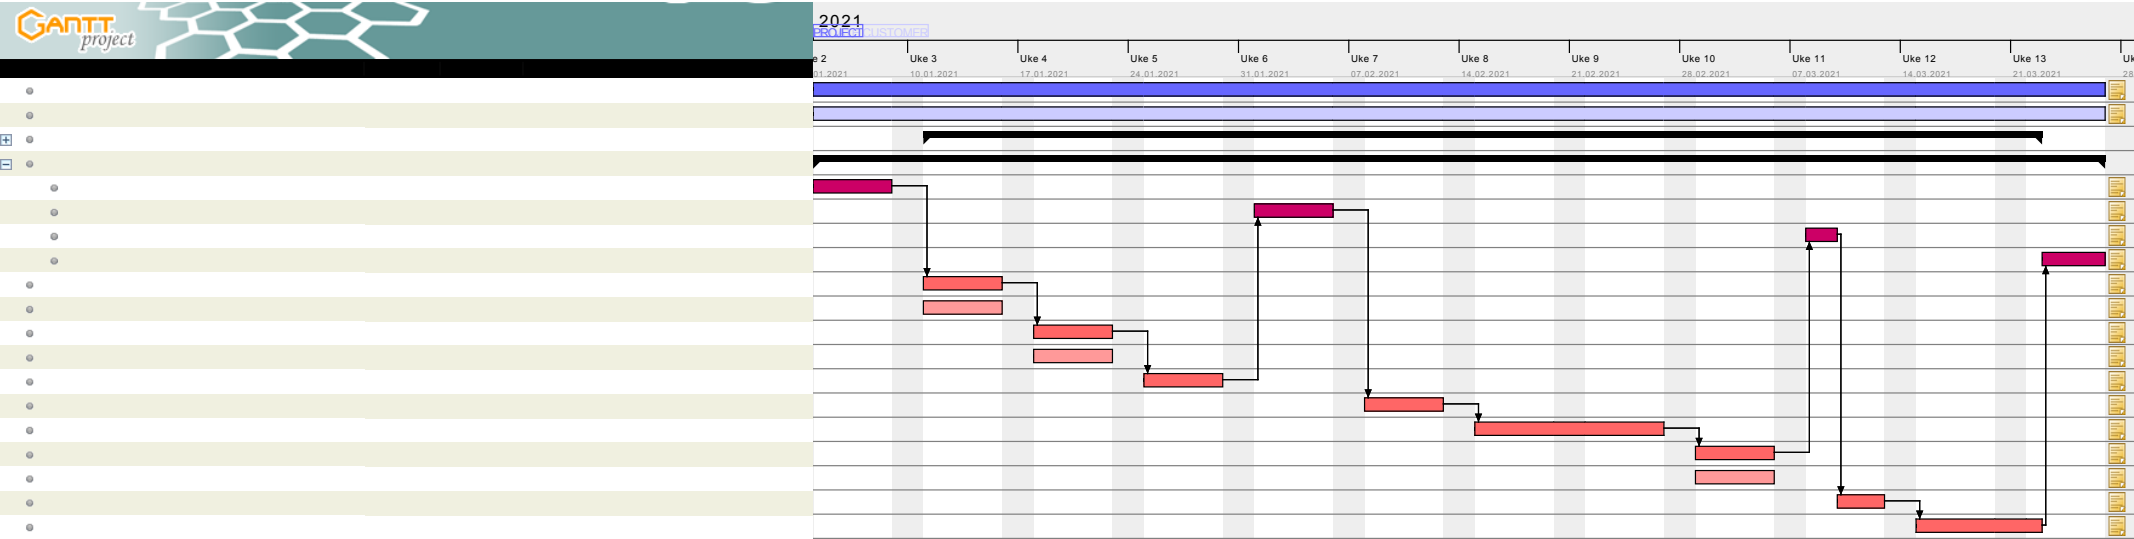 GANTT
project
2021
PROJECT CUSTOMER
e 2 Uke 3 Uke 4 Uke 5 Uke 6 Uke 7 Uke 8 Uke 9 Uke 10 Uke 11 Uke 12 Uke 13 Uk
01.2021 10.01.2021 17.01.2021 24.01.2021 31.01.2021 07.02.2021 14.02.2021 21.02.2021 28.02.2021 07.03.2021 14.03.2021 21.03.2021 28